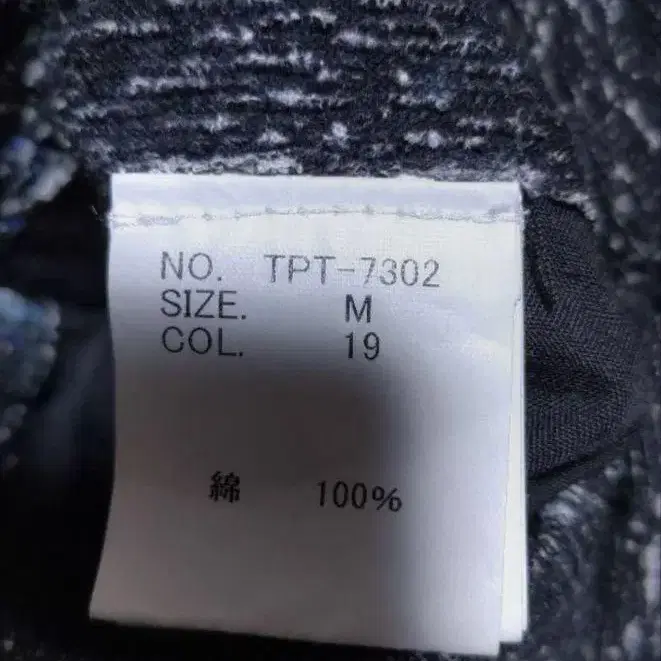 NO. TPT-7302
SIZE. M
COL. 19
綿 100%